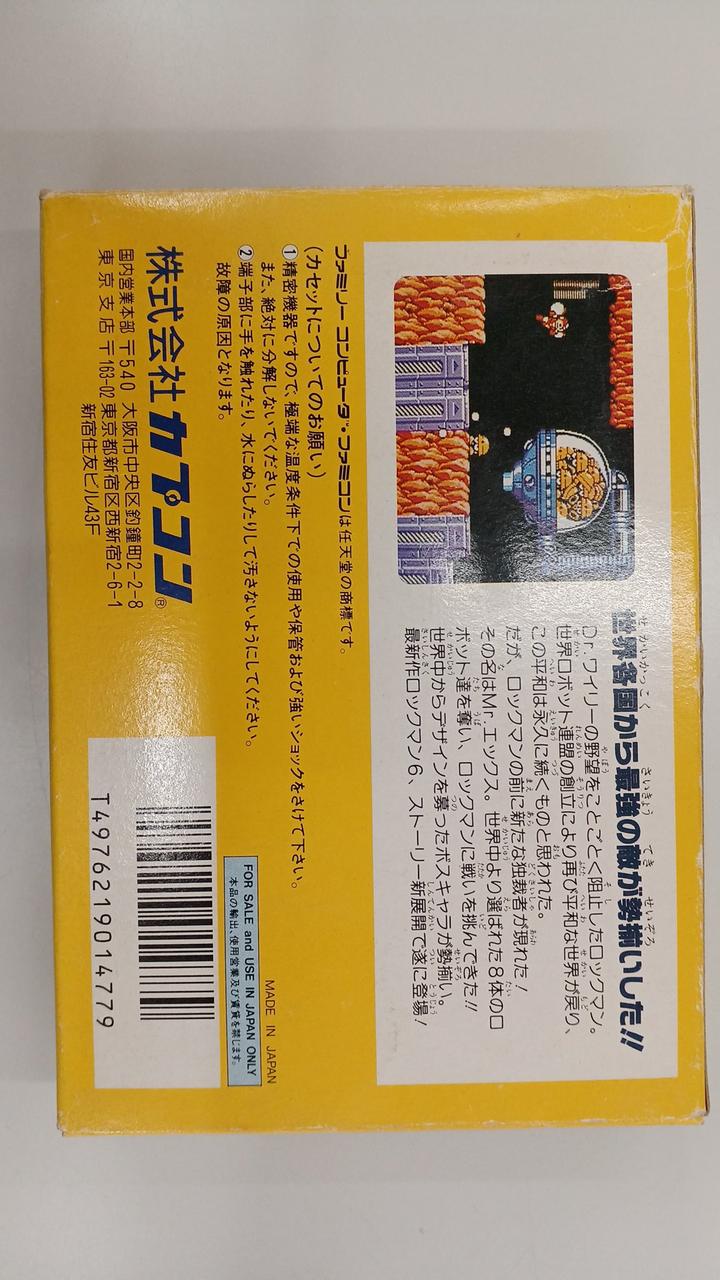 世界各国から最強の敵が勢揃いした!!
Dr.ワイリーの野望をことごとく阻止したロックマン。
世界ロボット連盟の創立により再び平和な世界が戻り、
この平和は永久に続くものと思われた。
だが、ロックマンの前に新たな独裁者が現れた！
その名はMr.エックス。世界中より選ばれた８体のロ
ボット達を奪い、ロックマンに戦いを挑んできた!!
世界中からデザインを募ったボスキャラが勢揃い。
最新作ロックマン6、ストーリー新展開で遂に登場！
ファミリーコンピュータ・ファミコンは任天堂の商標です。
(カセットについてのお願い)
①精密機器ですので、極端な温度条件下での使用や保管および強いショックをさけて下さい。
また、絶対に分解しないでください。
②端子部に手を触れたり、水にぬらしたりして汚さないようにしてください。
故障の原因となります。
MADE IN JAPAN
FOR SALE and USE IN JAPAN ONLY
本品の輸出、使用営業及び賃貸を禁じます。
株式会社カプコン®
国内営業本部 〒540 大阪市中央区釣鐘町2-2-8
東京支店 〒163-02 東京都新宿区西新宿2-6-1
新宿住友ビル43F
T4976219014779